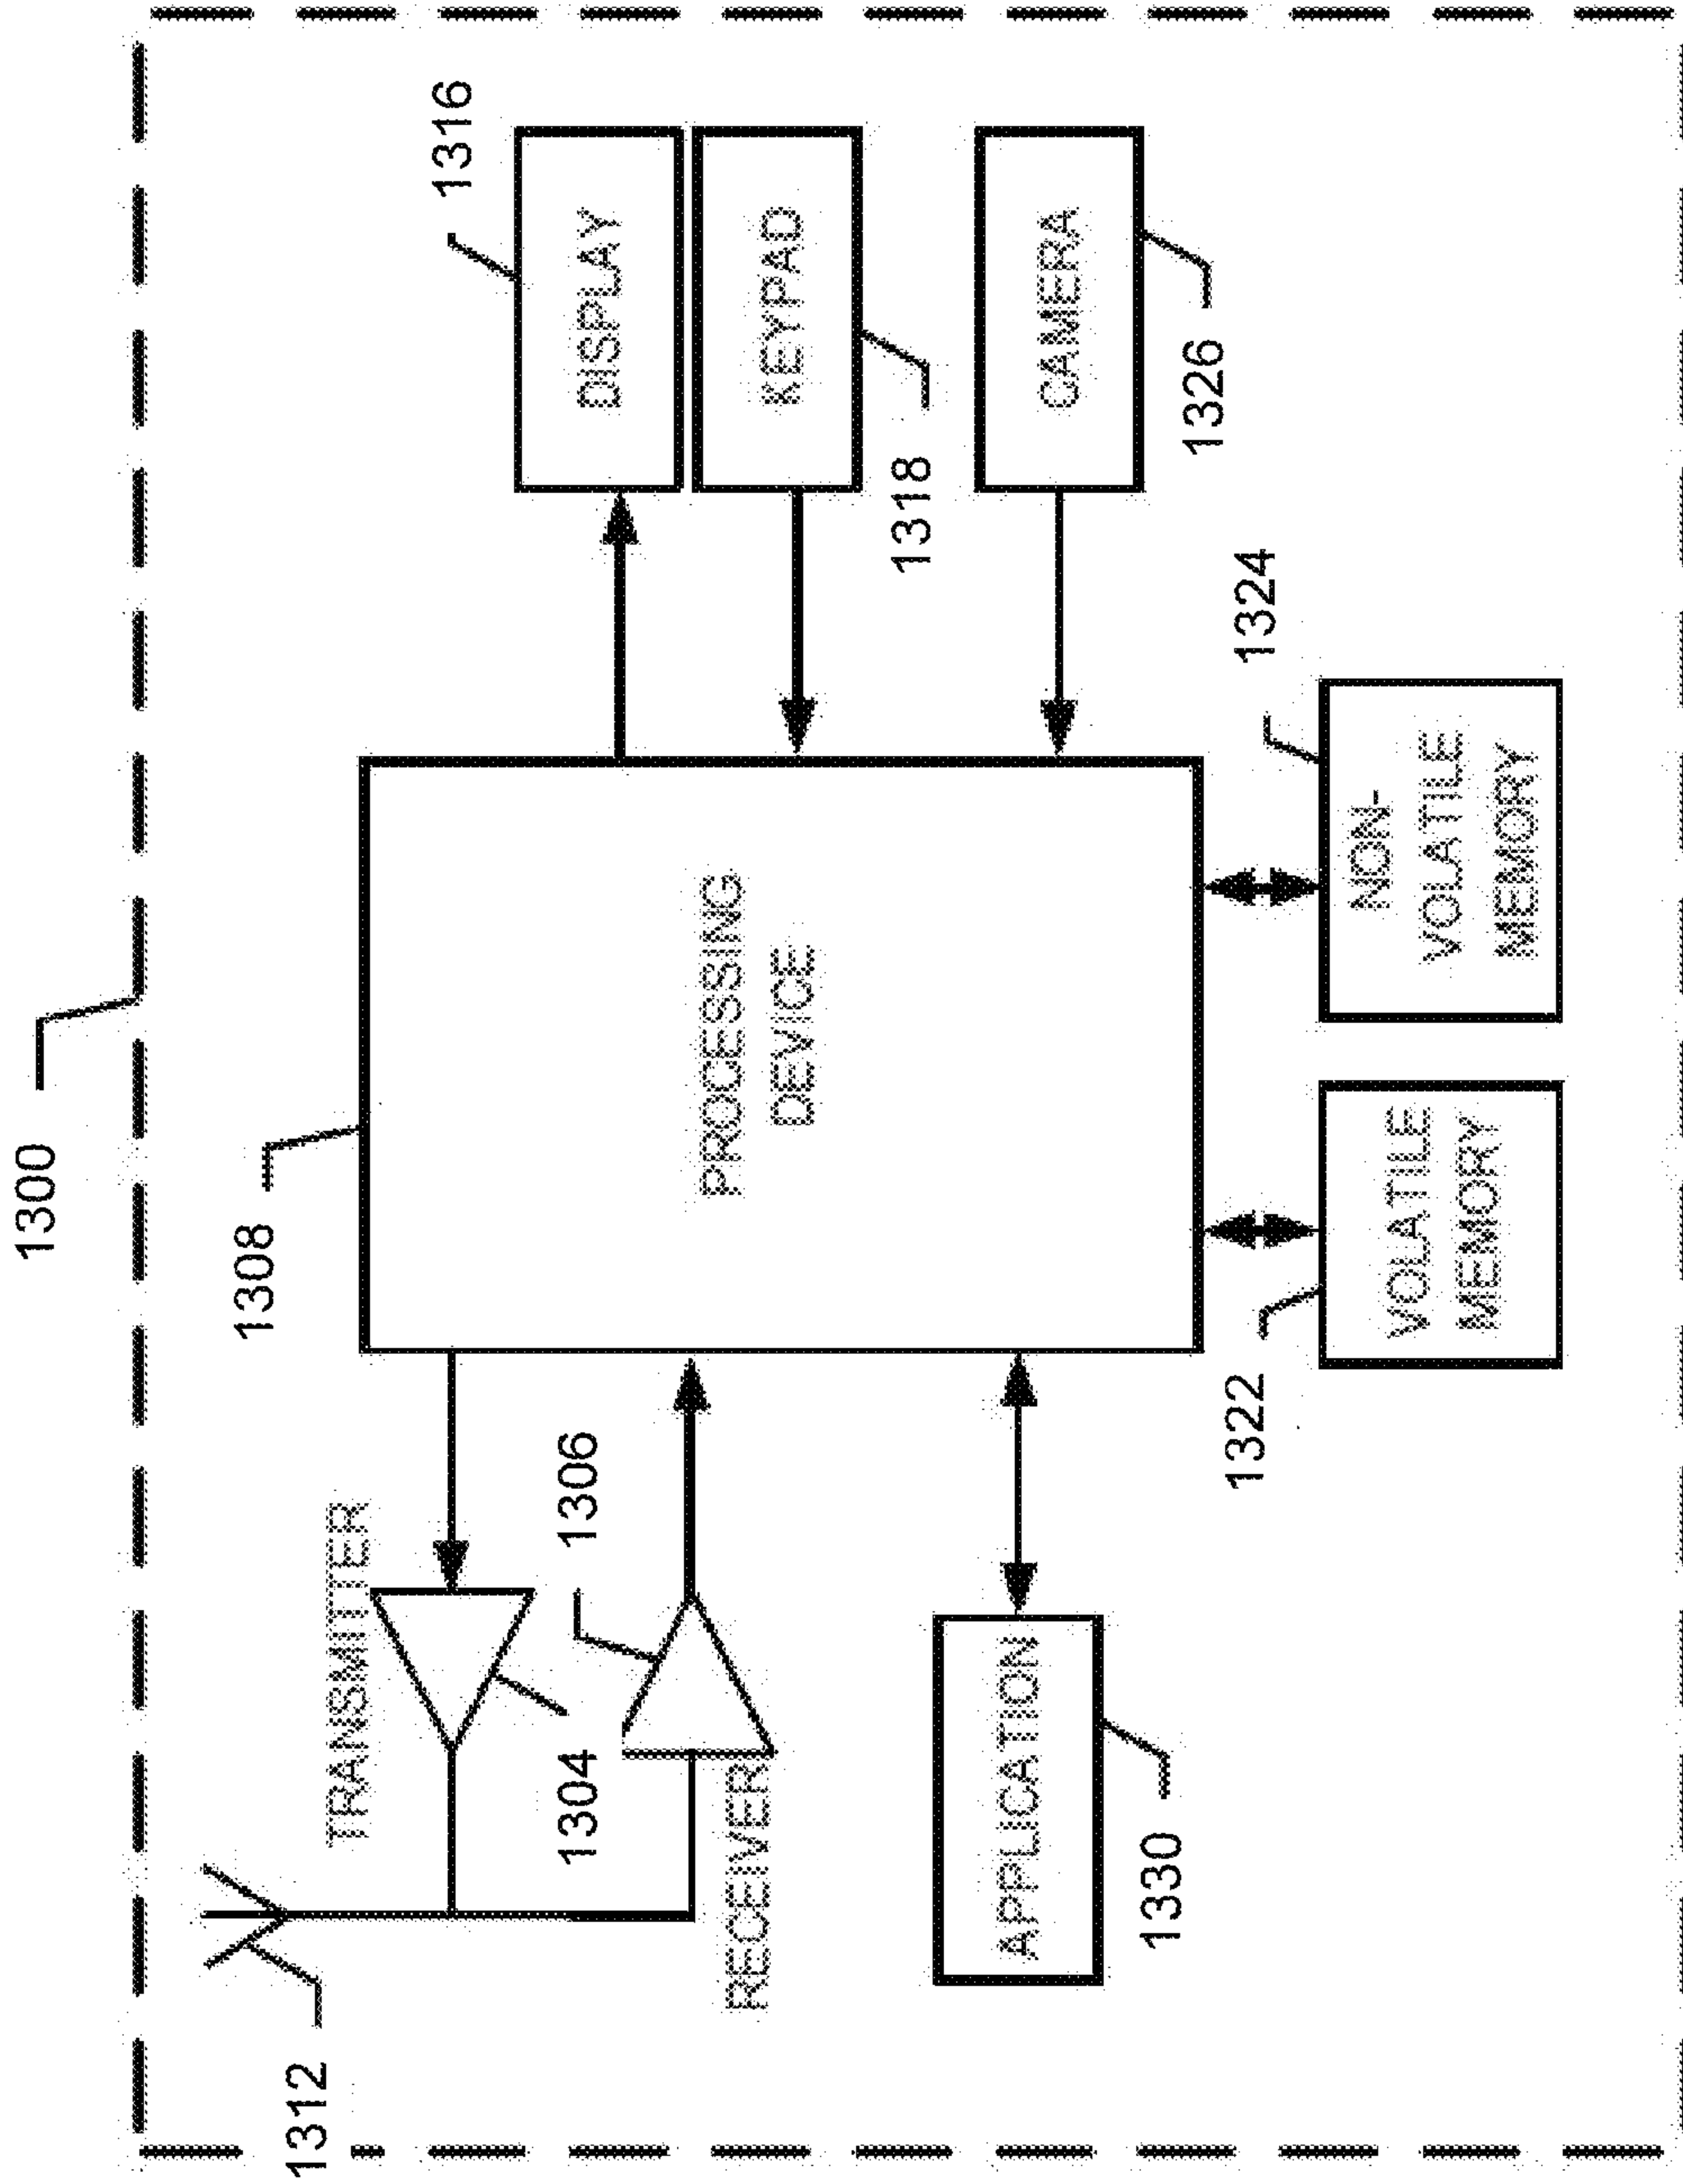 1300
1312
TRANSMITTER
1304
1306
RECEIVER
1308
PROCESSING
DEVICE
1316
DISPLAY
KEYPAD
1318
CAMERA
1326
APPLICATION
1330
1322
VOLATILE
MEMORY
1324
NON-
VOLATILE
MEMORY